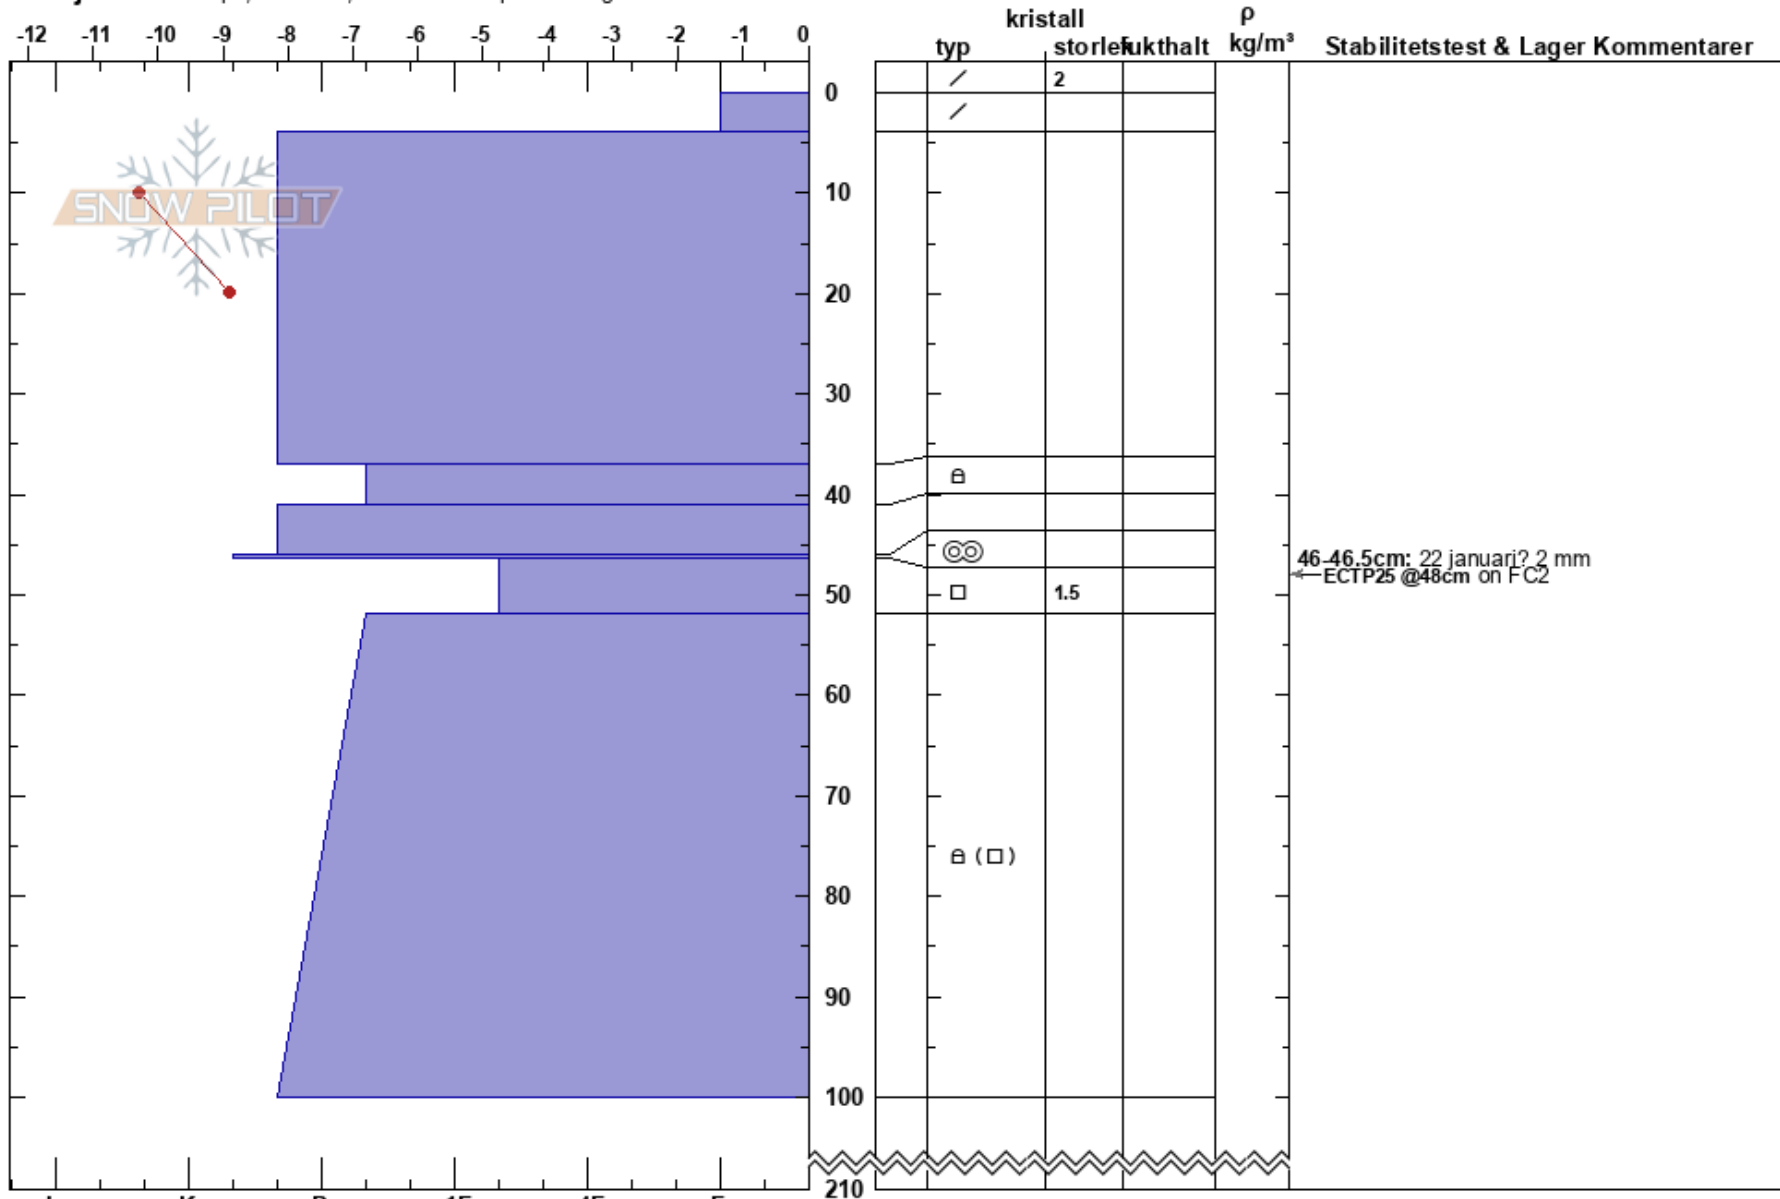 kristall ρ
-12 -11 -10 -9 -8 -7 -6 -5 -4 -3 -2 -1 0 typ storlek fukthalt kg/m³ Stabilitetstest & Lager Kommentarer
2
0
SNOW PILOT
10
20
30
40
46-46.5cm: 22 januari? 2 mm
ECTP25 @48cm on FC2
50 1.5
60
70
80
90
100
210